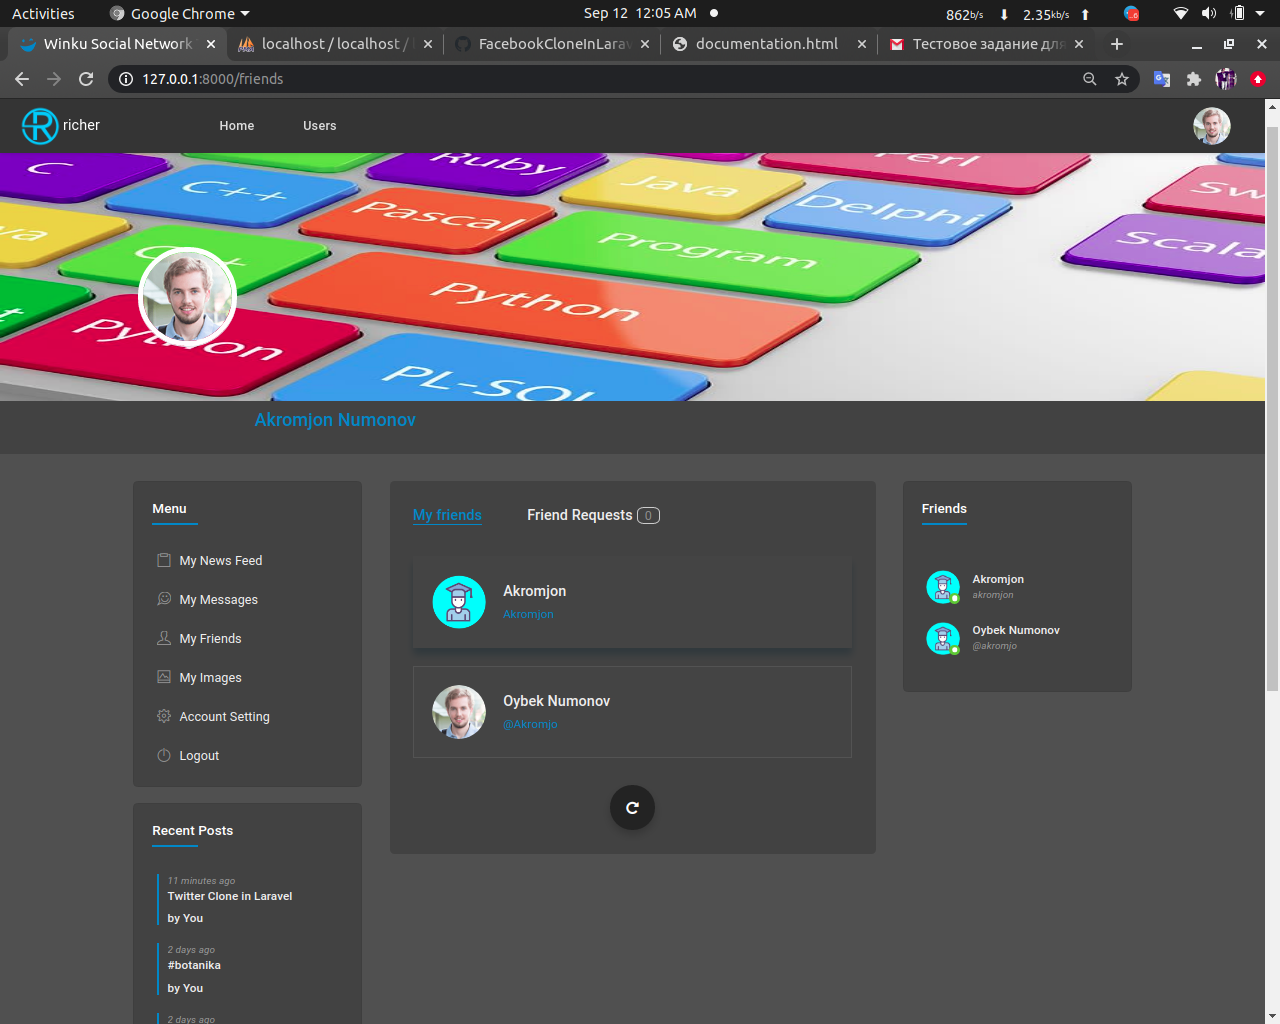 Activities
Google Chrome
Sep 12 12:05 AM
862b/s
2.35kb/s
Winku Social Network
localhost / localhost /
FacebookCloneInLarav
documentation.html
Тестовое задание для
127.0.0.1:8000/friends
richer
Home
Users
C
C++
Ruby
Java
Perl
Pascal
Delphi
Program
Scala
Python
Python
PL-SQL
Akromjon Numonov
Menu
My News Feed
My Messages
My Friends
My Images
Account Setting
Logout
Recent Posts
11 minutes ago
Twitter Clone in Laravel
by You
2 days ago
#botanika
by You
2 days ago
My friends
Friend Requests 0
Akromjon
Akromjon
Oybek Numonov
@Akromjo
Friends
Akromjon
akromjon
Oybek Numonov
@akromjo